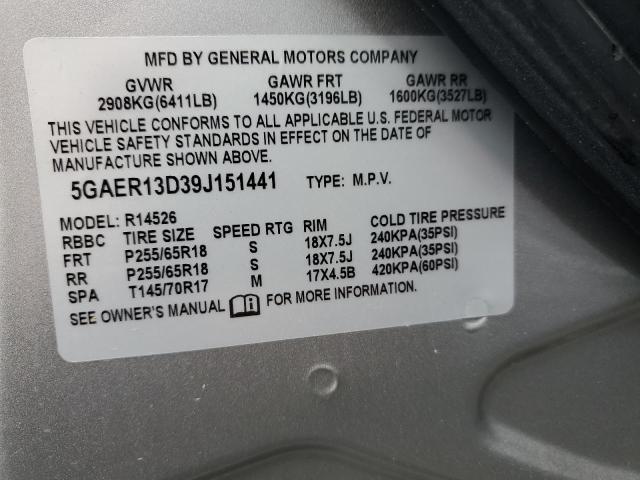 MFD BY GENERAL MOTORS COMPANY
GVWR GAWR FRT GAWR RR
2908KG(6411LB) 1450KG(3196LB) 1600KG(3527LB)
THIS VEHICLE CONFORMS TO ALL APPLICABLE U.S. FEDERAL MOTOR
VEHICLE SAFETY STANDARDS IN EFFECT ON THE DATE OF
MANUFACTURE SHOWN ABOVE.
5GAER13D39J151441 TYPE: M.P.V.
MODEL: R14526
RBBC TIRE SIZE SPEED RTG RIM COLD TIRE PRESSURE
FRT P255/65R18 S 18X7.5J 240KPA(35PSI)
RR P255/65R18 S 18X7.5J 240KPA(35PSI)
SPA T145/70R17 M 17X4.5B 420KPA(60PSI)
SEE OWNER'S MANUAL FOR MORE INFORMATION.